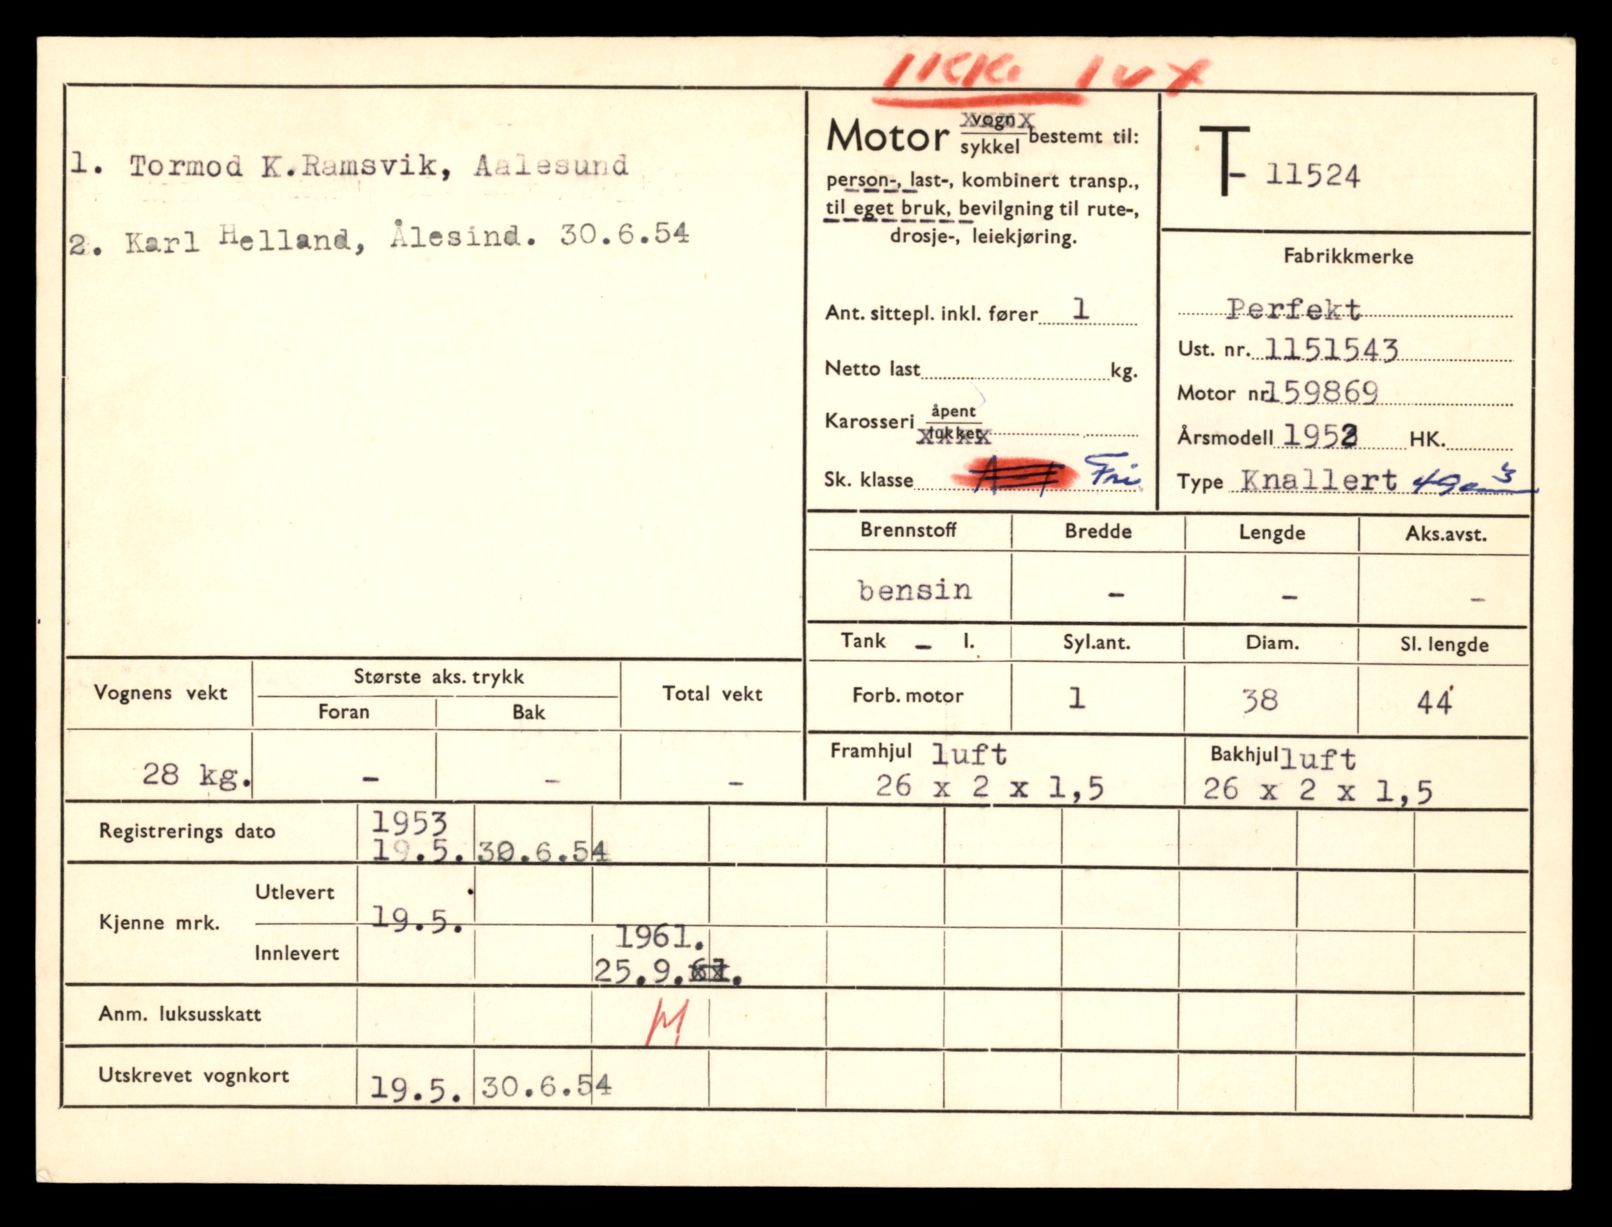 IKKE lux
1. Tormod K.Ramsvik, Aalesund
2. Karl Helland, Ålesind. 30.6.54
Motor vogn sykkel bestemt til:
person-, last-, kombinert transp.,
til eget bruk, bevilgning til rute-,
drosje-, leiekjøring.
Ant. sittepl. inkl. fører 1
Netto last kg.
Karosseri åpent lukket
Sk. klasse Fri
T- 11524
Fabrikkmerke
Perfekt
Ust. nr. 1151543
Motor nr. 159869
Årsmodell 1952 HK.
Type Knallert 49 cm3
Brennstoff Bredde Lengde Aks.avst.
bensin - - -
Tank - l. Syl.ant. Diam. Sl. lengde
Forb. motor 1 38 44
Framhjul luft
26 x 2 x 1,5
Bakhjul luft
26 x 2 x 1,5
Vognens vekt Største aks. trykk Total vekt
Foran Bak
28 kg. - - -
Registrerings dato 1953
19.5. 30.6.54
Kjenne mrk. Utlevert 19.5.
Innlevert 1961.
25.9.61.
Anm. luksusskatt
Utskrevet vognkort 19.5. 30.6.54